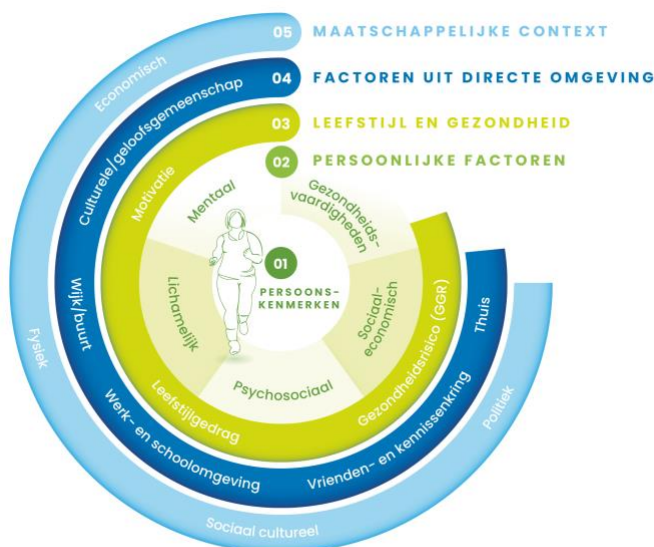 05 MAATSCHAPPELIJKE CONTEXT
04 FACTOREN UIT DIRECTE OMGEVING
03 LEEFSTIJL EN GEZONDHEID
02 PERSOONLIJKE FACTOREN
01
PERSOONS-
KENMERKEN
Mentaal
Gezondheids-
vaardigheden
Sociaal-
economisch
Psychosociaal
Lichamelijk
Motivatie
Leefstijlgedrag
Gezondheidsrisico (GGR)
Culturele/geloofsgemeenschap
Wijk/buurt
Werk- en schoolomgeving
Vrienden- en kennissenkring
Thuis
Economisch
Fysiek
Sociaal cultureel
Politiek